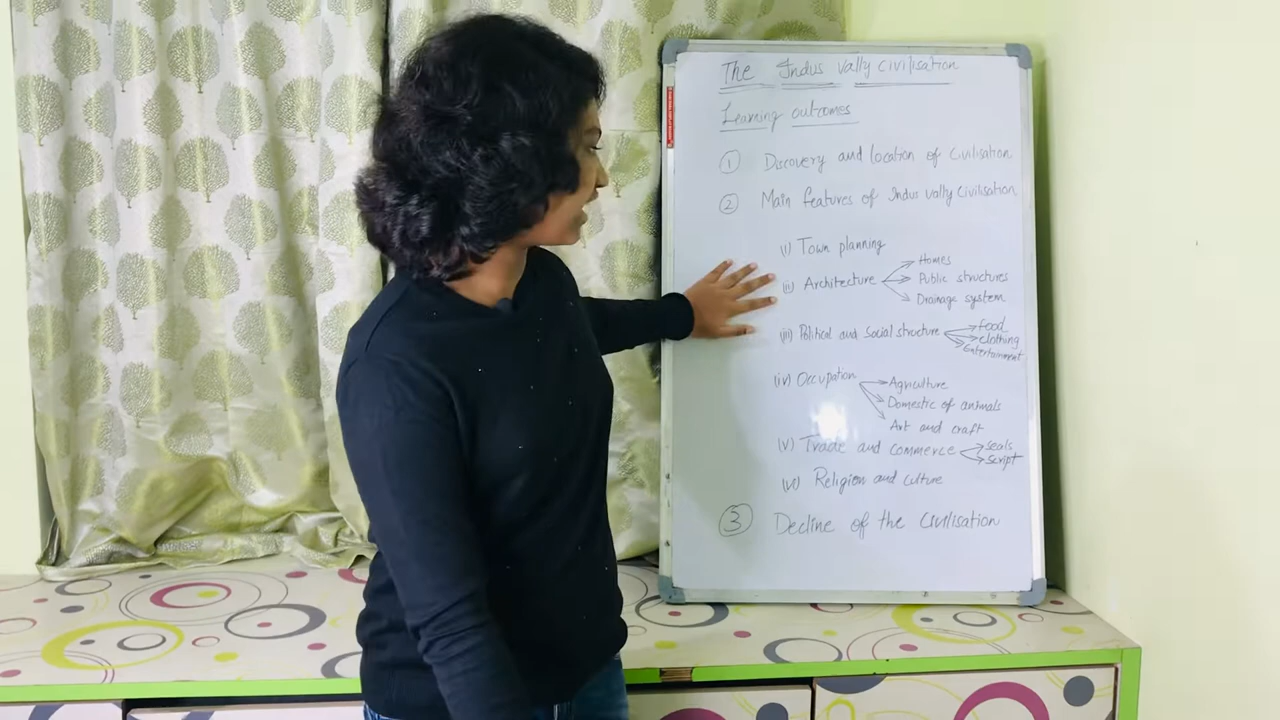 The Indus vally civilisation
Learning outcomes
① Discovery and location of Civilisation
② Main features of Indus vally Civilisation
(i) Town planning
(ii) Architecture → Homes
→ Public structures
→ Drainage system
(iii) Political and Social structure → food
→ clothing
→ Entertainment
(iv) Occupation → Agriculture
→ Domestic of animals
Art and craft
(v) Trade and commerce → seals
→ script
(vi) Religion and culture
③ Decline of the Civilisation